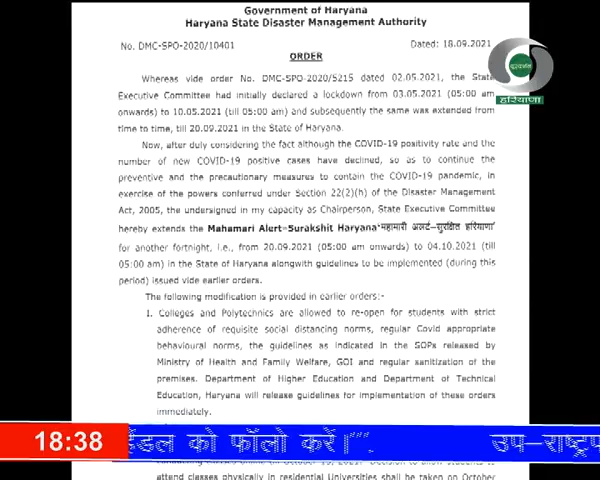 Government of Haryana
Haryana State Disaster Management Authority
No. DMC-SPO-2020/10401 Dated: 18.09.2021
ORDER
Whereas vide order No. DMC-SPO-2020/5215 dated 02.05.2021, the State
Executive Committee had initially declared a lockdown from 03.05.2021 (05:00 am
onwards) to 10.05.2021 (till 05:00 am) and subsequently the same was extended from
time to time, till 20.09.2021 in the State of Haryana.
Now, after duly considering the fact although the COVID-19 positivity rate and the
number of new COVID-19 positive cases have declined, so as to continue the
preventive and the precautionary measures to contain the COVID-19 pandemic, in
exercise of the powers conferred under Section 22(2)(h) of the Disaster Management
Act, 2005, the undersigned in my capacity as Chairperson, State Executive Committee
hereby extends the Mahamari Alert-Surakshit Haryana 'महामारी अलर्ट-सुरक्षित हरियाणा'
for another fortnight, i.e., from 20.09.2021 (05:00 am onwards) to 04.10.2021 (till
05:00 am) in the State of Haryana alongwith guidelines to be implemented (during this
period) issued vide earlier orders.
The following modification is provided in earlier orders:-
1. Colleges and Polytechnics are allowed to re-open for students with strict
adherence of requisite social distancing norms, regular Covid appropriate
behavioural norms, the guidelines as indicated in the SOPs released by
Ministry of Health and Family Welfare, GOI and regular sanitization of the
premises. Department of Higher Education and Department of Technical
Education, Haryana will release guidelines for implementation of these orders
immediately.
attend classes physically in residential Universities shall be taken on October
दूरदर्शन
हरियाणा
18:38
हैंडल को फॉलो करें।"". उप-राष्ट्रप